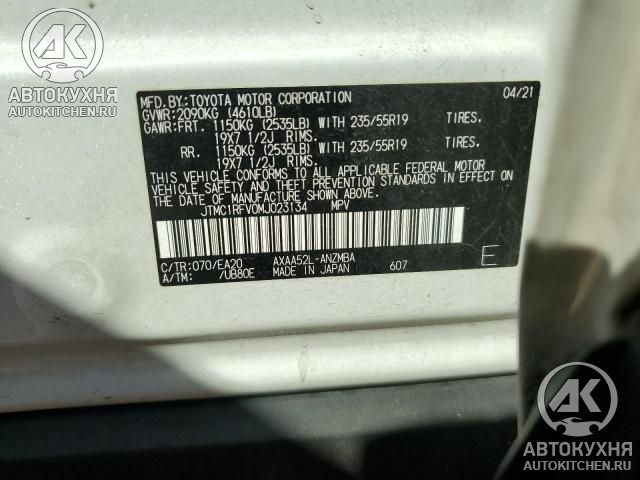 AK
АВТОКУХНЯ
AUTOKITCHEN.RU
MFD.BY:TOYOTA MOTOR CORPORATION 04/21
GVWR:2090KG (4610LB)
GAWR:FRT. 1150KG (2535LB) WITH 235/55R19 TIRES.
19X7 1/2J RIMS.
RR. 1150KG (2535LB) WITH 235/55R19 TIRES.
19X7 1/2J RIMS.
THIS VEHICLE CONFORMS TO ALL APPLICABLE FEDERAL MOTOR
VEHICLE SAFETY AND THEFT PREVENTION STANDARDS IN EFFECT ON
THE DATE OF MANUFACTURE SHOWN ABOVE.
JTMC1RFV0MJ023134 MPV
C/TR:070/EA20 AXAA52L-ANZMBA
A/TM: /UB80E MADE IN JAPAN 607 E
AK
АВТОКУХНЯ
AUTOKITCHEN.RU